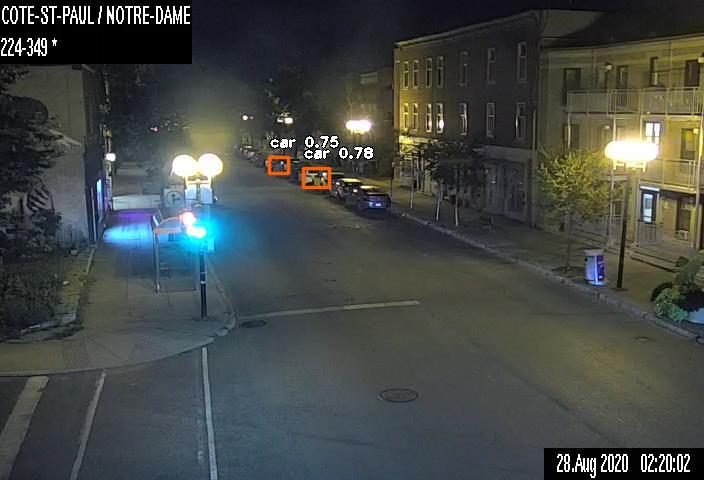 COTE-ST-PAUL / NOTRE-DAME
224-349 *
car 0.75
car 0.78
28.Aug 2020 02:20:02